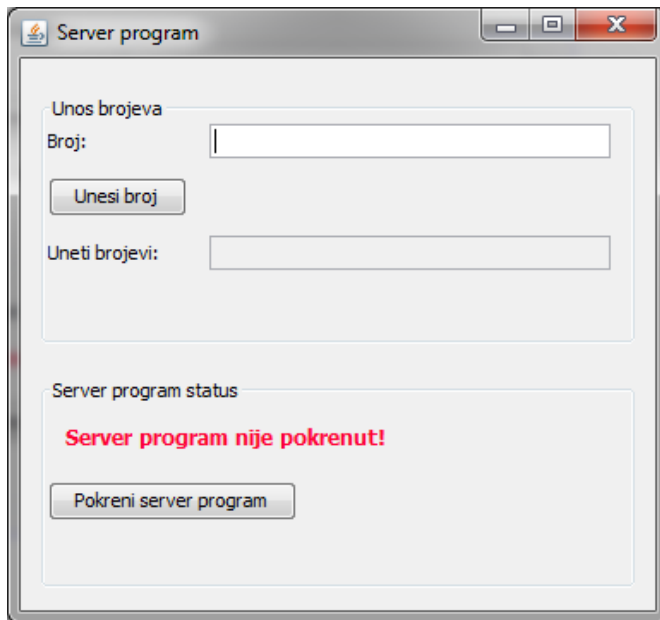 Server program
Unos brojeva
Broj:
Unesi broj
Uneti brojevi:
Server program status
Server program nije pokrenut!
Pokreni server program